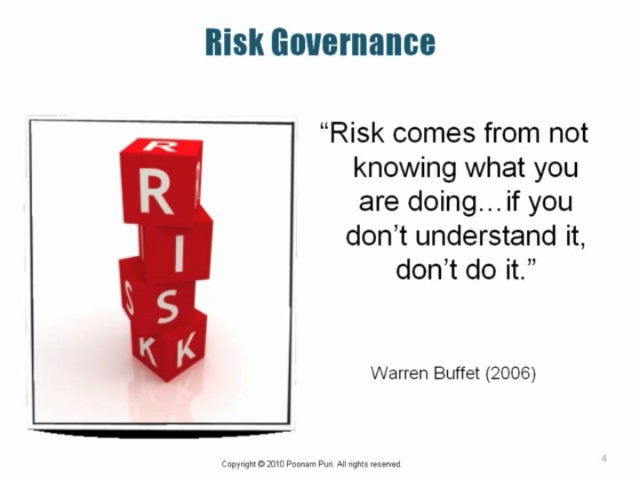 Risk Governance
“Risk comes from not
knowing what you
are doing…if you
don’t understand it,
don’t do it.”
R
R
I
S
S
K
K
Warren Buffet (2006)
Copyright © 2010 Poonam Puri. All rights reserved.
4